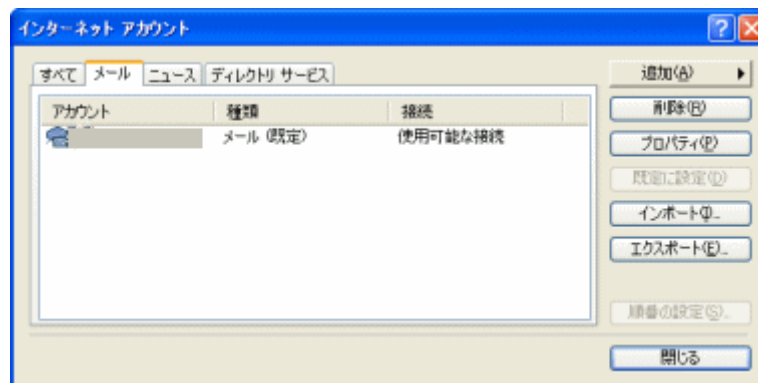 インターネット アカウント
すべて メール ニュース ディレクトリ サービス
アカウント 種類 接続
メール (既定) 使用可能な接続
追加(A)
削除(R)
プロパティ(P)
既定に設定(D)
インポート(I)...
エクスポート(E)...
順番の設定(S)...
閉じる